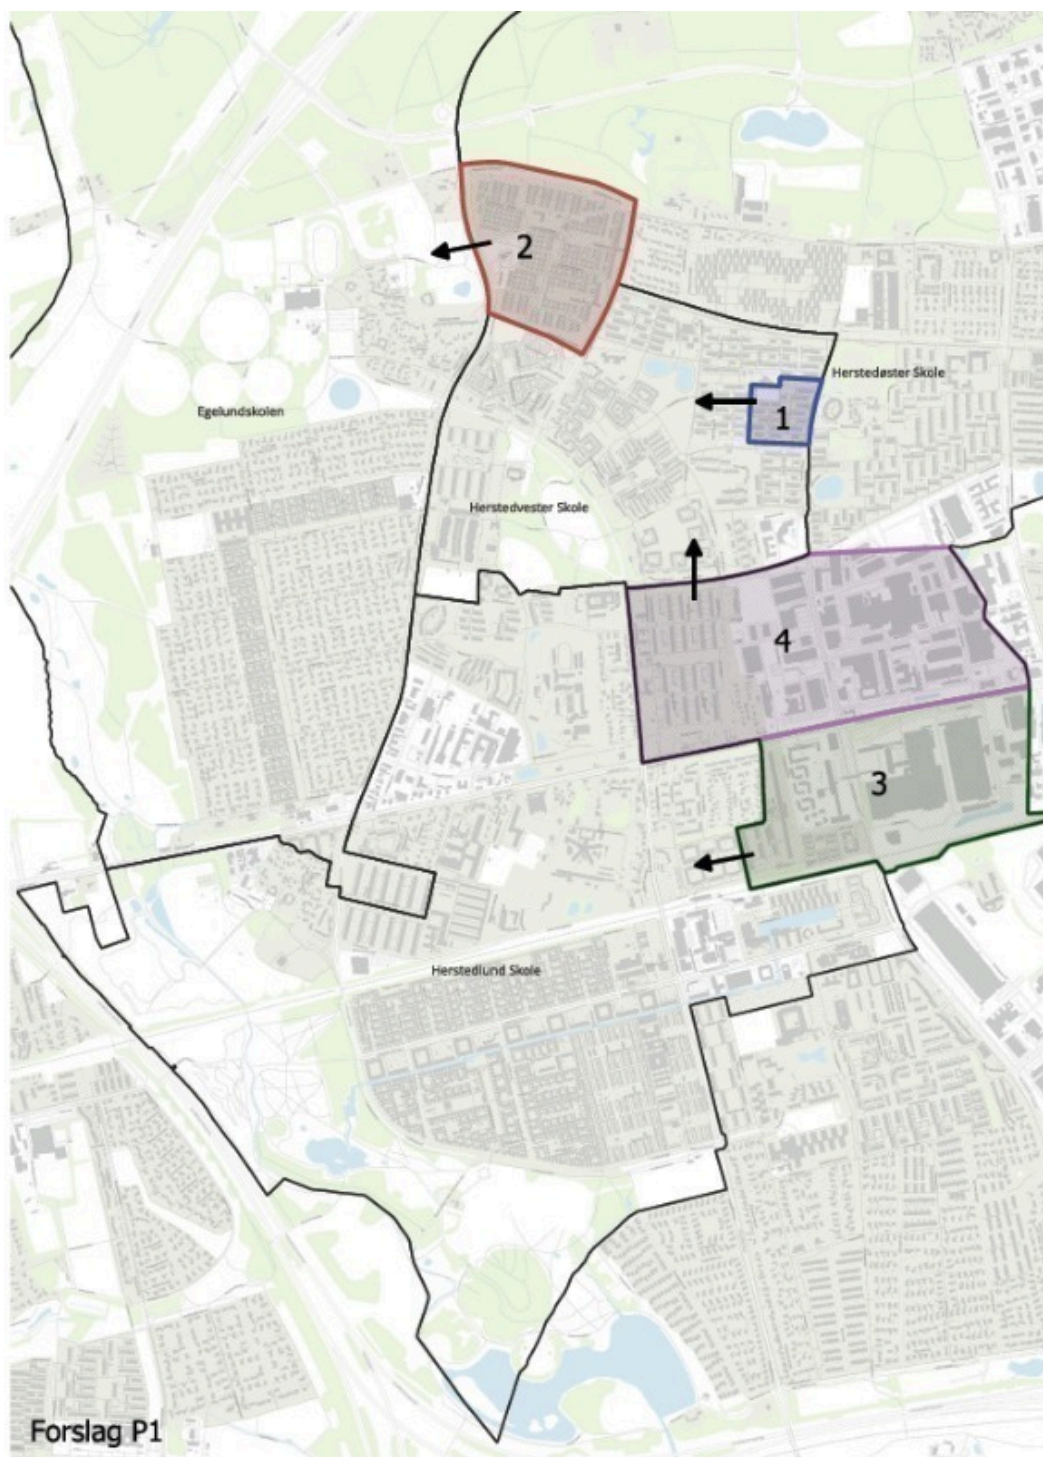 2
Herstedøster Skole
1
Egelundskolen
Herstedvester Skole
4
3
Herstedlund Skole
Forslag P1